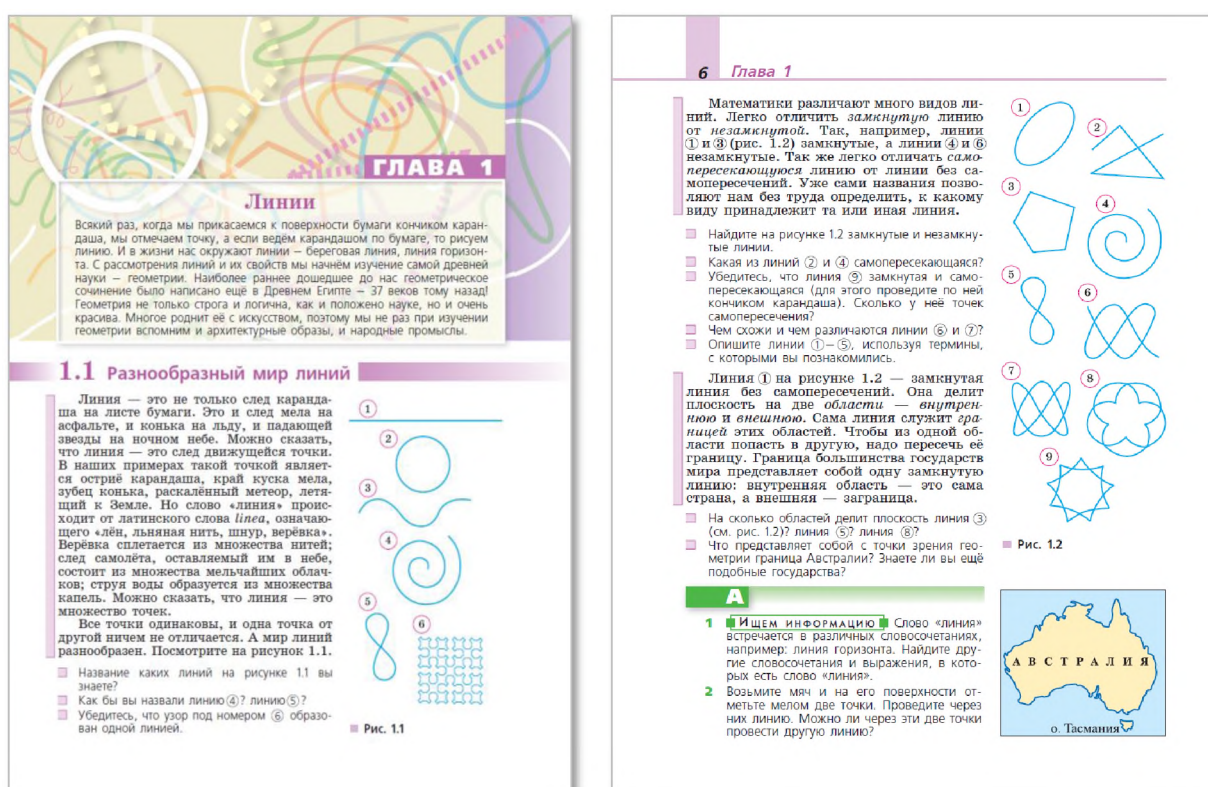 ГЛАВА 1
Линии
Всякий раз, когда мы прикасаемся к поверхности бумаги кончиком каран-
даша, мы отмечаем точку, а если ведём карандашом по бумаге, то рисуем
линию. И в жизни нас окружают линии – береговая линия, линия горизон-
та. С рассмотрения линий и их свойств мы начнём изучение самой древней
науки – геометрии. Наиболее раннее дошедшее до нас геометрическое
сочинение было написано ещё в Древнем Египте – 37 веков тому назад!
Геометрия не только строга и логична, как и положено науке, но и очень
красива. Многое роднит её с искусством, поэтому мы не раз при изучении
геометрии вспомним и архитектурные образы, и народные промыслы.
1.1 Разнообразный мир линий
Линия — это не только след каранда-
ша на листе бумаги. Это и след мела на
асфальте, и конька на льду, и падающей
звезды на ночном небе. Можно сказать,
что линия — это след движущейся точки.
В наших примерах такой точкой являет-
ся остриё карандаша, край куска мела,
зубец конька, раскалённый метеор, летя-
щий к Земле. Но слово «линия» проис-
ходит от латинского слова linea, означаю-
щего «лён, льняная нить, шнур, верёвка».
Верёвка сплетается из множества нитей;
след самолёта, оставляемый им в небе,
состоит из множества мельчайших облач-
ков; струя воды образуется из множества
капель. Можно сказать, что линия — это
множество точек.
Все точки одинаковы, и одна точка от
другой ничем не отличается. А мир линий
разнообразен. Посмотрите на рисунок 1.1.
Название каких линий на рисунке 1.1 вы
знаете?
Как бы вы назвали линию ④? линию ⑤?
Убедитесь, что узор под номером ⑥ образо-
ван одной линией.
1
2
3
4
5
6
Рис. 1.1
6 Глава 1
Математики различают много видов ли-
ний. Легко отличить замкнутую линию
от незамкнутой. Так, например, линии
① и ③ (рис. 1.2) замкнутые, а линии ④ и ⑥
незамкнутые. Так же легко отличать само-
пересекающуюся линию от линии без са-
мопересечений. Уже сами названия позво-
ляют нам без труда определить, к какому
виду принадлежит та или иная линия.
Найдите на рисунке 1.2 замкнутые и незамкну-
тые линии.
Какая из линий ② и ④ самопересекающаяся?
Убедитесь, что линия ⑨ замкнутая и само-
пересекающаяся (для этого проведите по ней
кончиком карандаша). Сколько у неё точек
самопересечения?
Чем схожи и чем различаются линии ⑥ и ⑦?
Опишите линии ①–⑤, используя термины,
с которыми вы познакомились.
Линия ① на рисунке 1.2 — замкнутая
линия без самопересечений. Она делит
плоскость на две области — внутрен-
нюю и внешнюю. Сама линия служит гра-
ницей этих областей. Чтобы из одной об-
ласти попасть в другую, надо пересечь её
границу. Граница большинства государств
мира представляет собой одну замкнутую
линию: внутренняя область — это сама
страна, а внешняя — заграница.
На сколько областей делит плоскость линия ③
(см. рис. 1.2)? линия ⑤? линия ⑧?
Что представляет собой с точки зрения гео-
метрии граница Австралии? Знаете ли вы ещё
подобные государства?
А
1 ИЩЕМ ИНФОРМАЦИЮ Слово «линия»
встречается в различных словосочетаниях,
например: линия горизонта. Найдите дру-
гие словосочетания и выражения, в кото-
рых есть слово «линия».
2 Возьмите мяч и на его поверхности от-
метьте мелом две точки. Проведите через
них линию. Можно ли через эти две точки
провести другую линию?
1
2
3
4
5
6
7
8
9
Рис. 1.2
АВСТРАЛИЯ
о. Тасмания